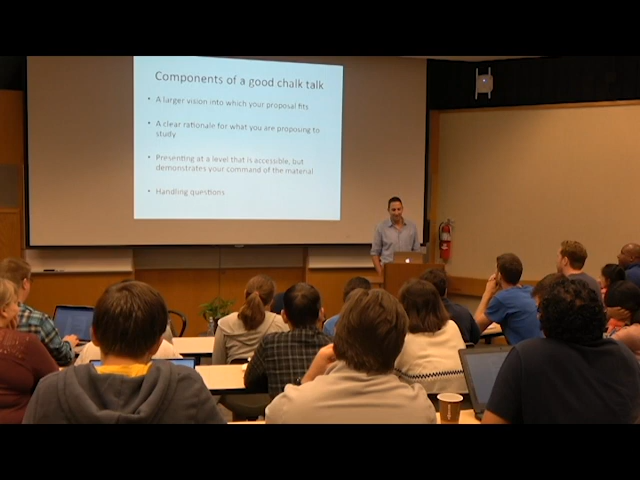 Components of a good chalk talk
• A larger vision into which your proposal fits
• A clear rationale for what you are proposing to
study
• Presenting at a level that is accessible, but
demonstrates your command of the material
• Handling questions